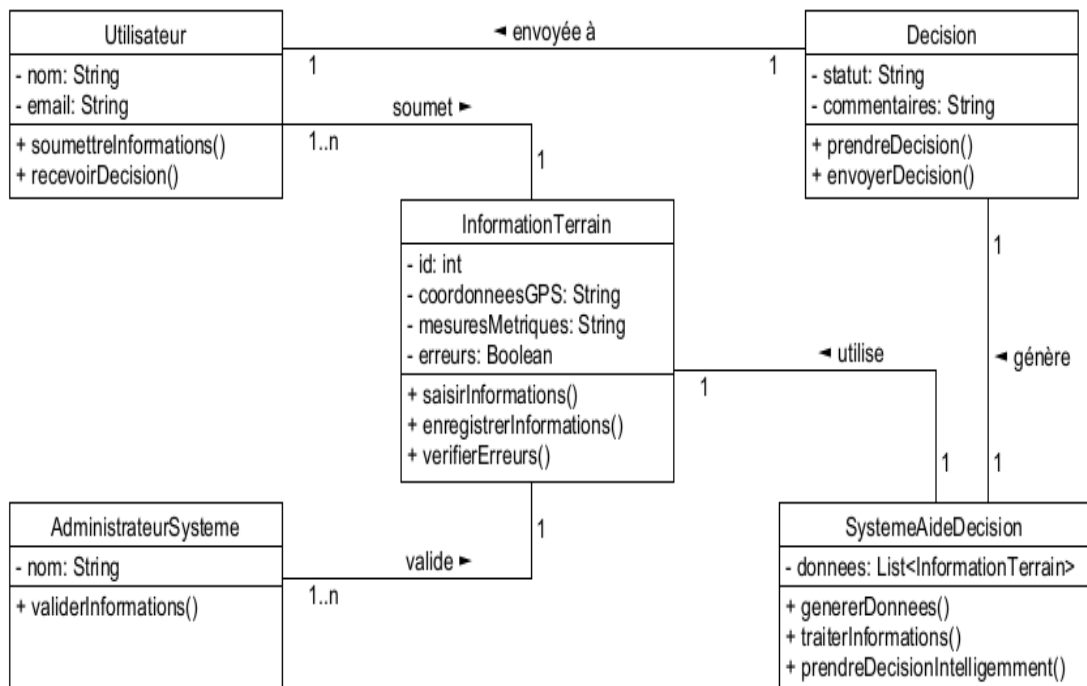 Utilisateur
- nom: String
- email: String
+ soumettreInformations()
+ recevoirDecision()
◄ envoyée à
1
1
Decision
- statut: String
- commentaires: String
+ prendreDecision()
+ envoyerDecision()
soumet ►
1..n
1
InformationTerrain
- id: int
- coordonneesGPS: String
- mesuresMetriques: String
- erreurs: Boolean
+ saisirInformations()
+ enregistrerInformations()
+ verifierErreurs()
◄ utilise
1
1
1
◄ génère
1
AdministrateurSysteme
- nom: String
+ validerInformations()
valide ►
1..n
1
SystemeAideDecision
- donnees: List<InformationTerrain>
+ genererDonnees()
+ traiterInformations()
+ prendreDecisionIntelligemment()